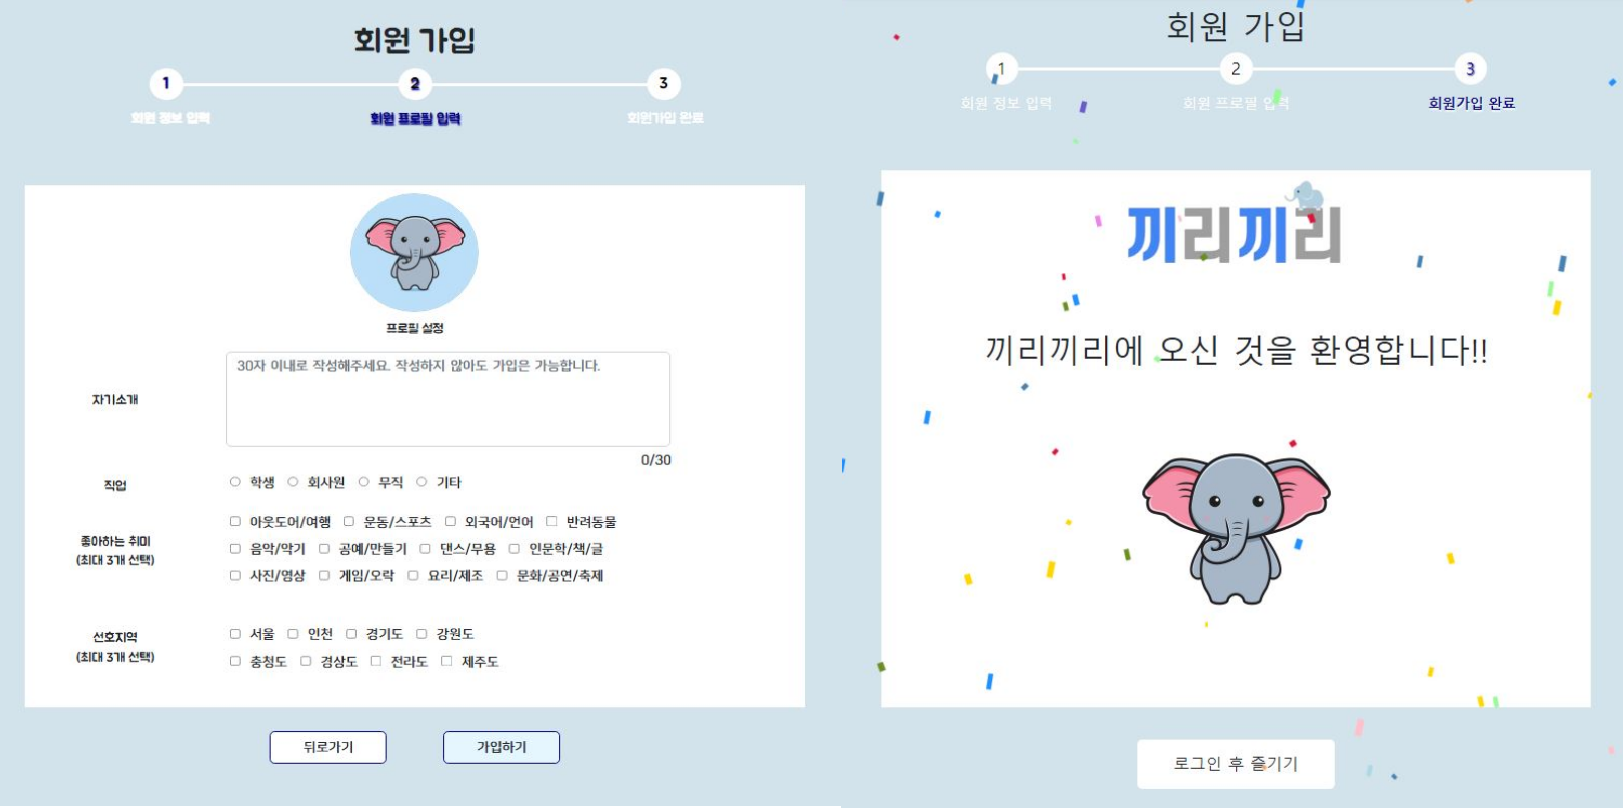 회원 가입
1 2 3
회원 정보 입력 회원 프로필 입력 회원가입 완료
프로필 설정
자기소개
30자 이내로 작성해주세요. 작성하지 않아도 가입은 가능합니다.
0/30
직업
학생 회사원 무직 기타
좋아하는 취미
(최대 3개 선택)
아웃도어/여행 운동/스포츠 외국어/언어 반려동물
음악/악기 공예/만들기 댄스/무용 인문학/책/글
사진/영상 게임/오락 요리/제조 문화/공연/축제
선호지역
(최대 3개 선택)
서울 인천 경기도 강원도
충청도 경상도 전라도 제주도
뒤로가기 가입하기
회원 가입
1 2 3
회원 정보 입력 회원 프로필 입력 회원가입 완료
끼리끼리
끼리끼리에 오신 것을 환영합니다!!
로그인 후 즐기기